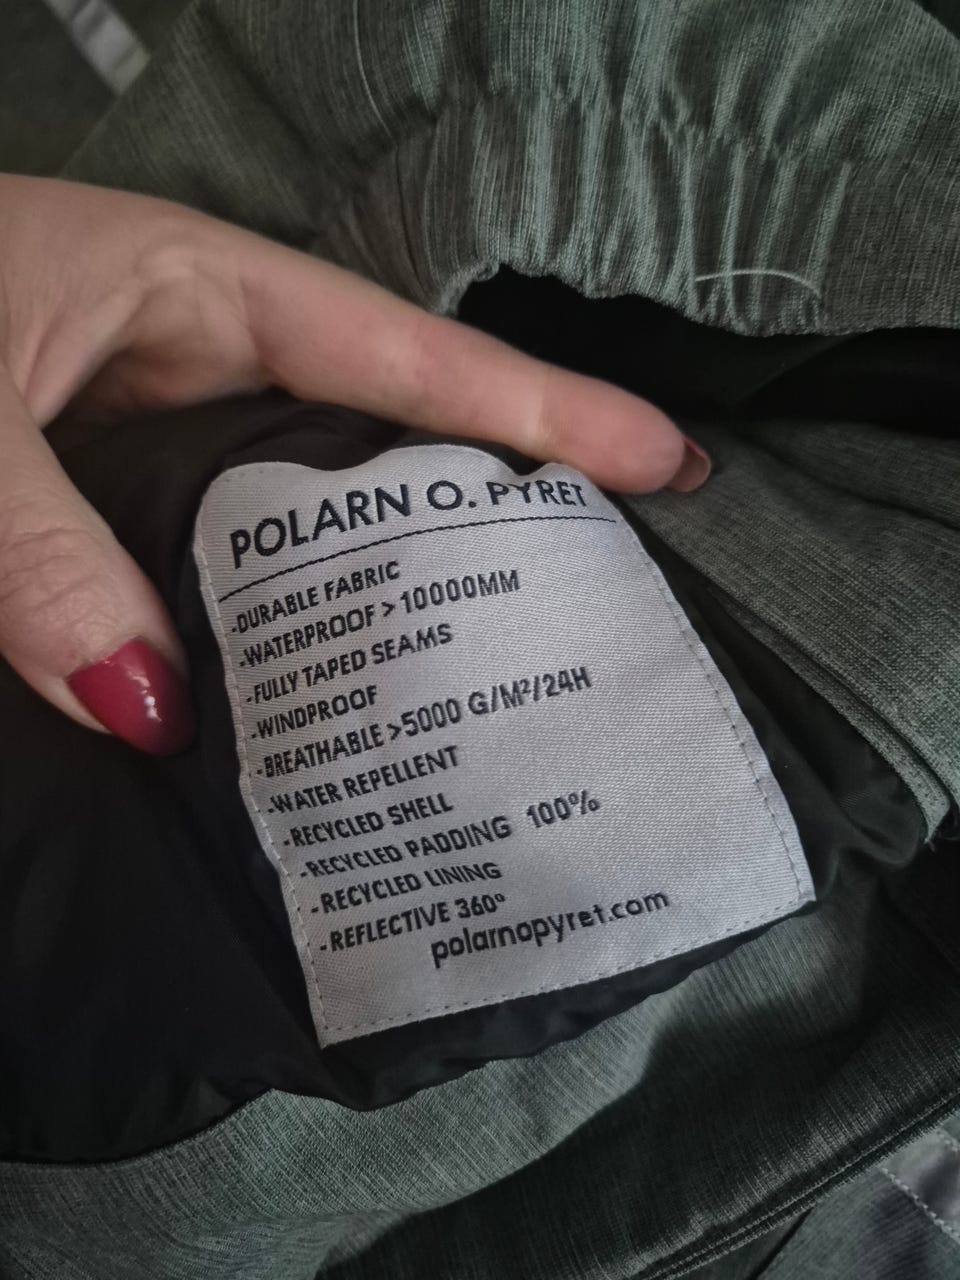 POLARN O. PYRET
-DURABLE FABRIC
-WATERPROOF > 10000MM
-FULLY TAPED SEAMS
-WINDPROOF
-BREATHABLE >5000 G/M²/24H
-WATER REPELLENT
-RECYCLED SHELL
-RECYCLED PADDING 100%
-RECYCLED LINING
-REFLECTIVE 360°
polarnopyret.com